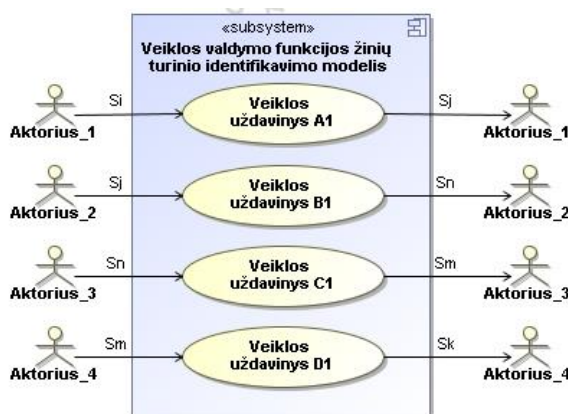 «subsystem»
Veiklos valdymo funkcijos žinių
turinio identifikavimo modelis
Si
Veiklos
uždavinys A1
Sj
Aktorius_1
Aktorius_1
Sj
Veiklos
uždavinys B1
Sn
Aktorius_2
Aktorius_2
Sn
Veiklos
uždavinys C1
Sm
Aktorius_3
Aktorius_3
Sm
Veiklos
uždavinys D1
Sk
Aktorius_4
Aktorius_4